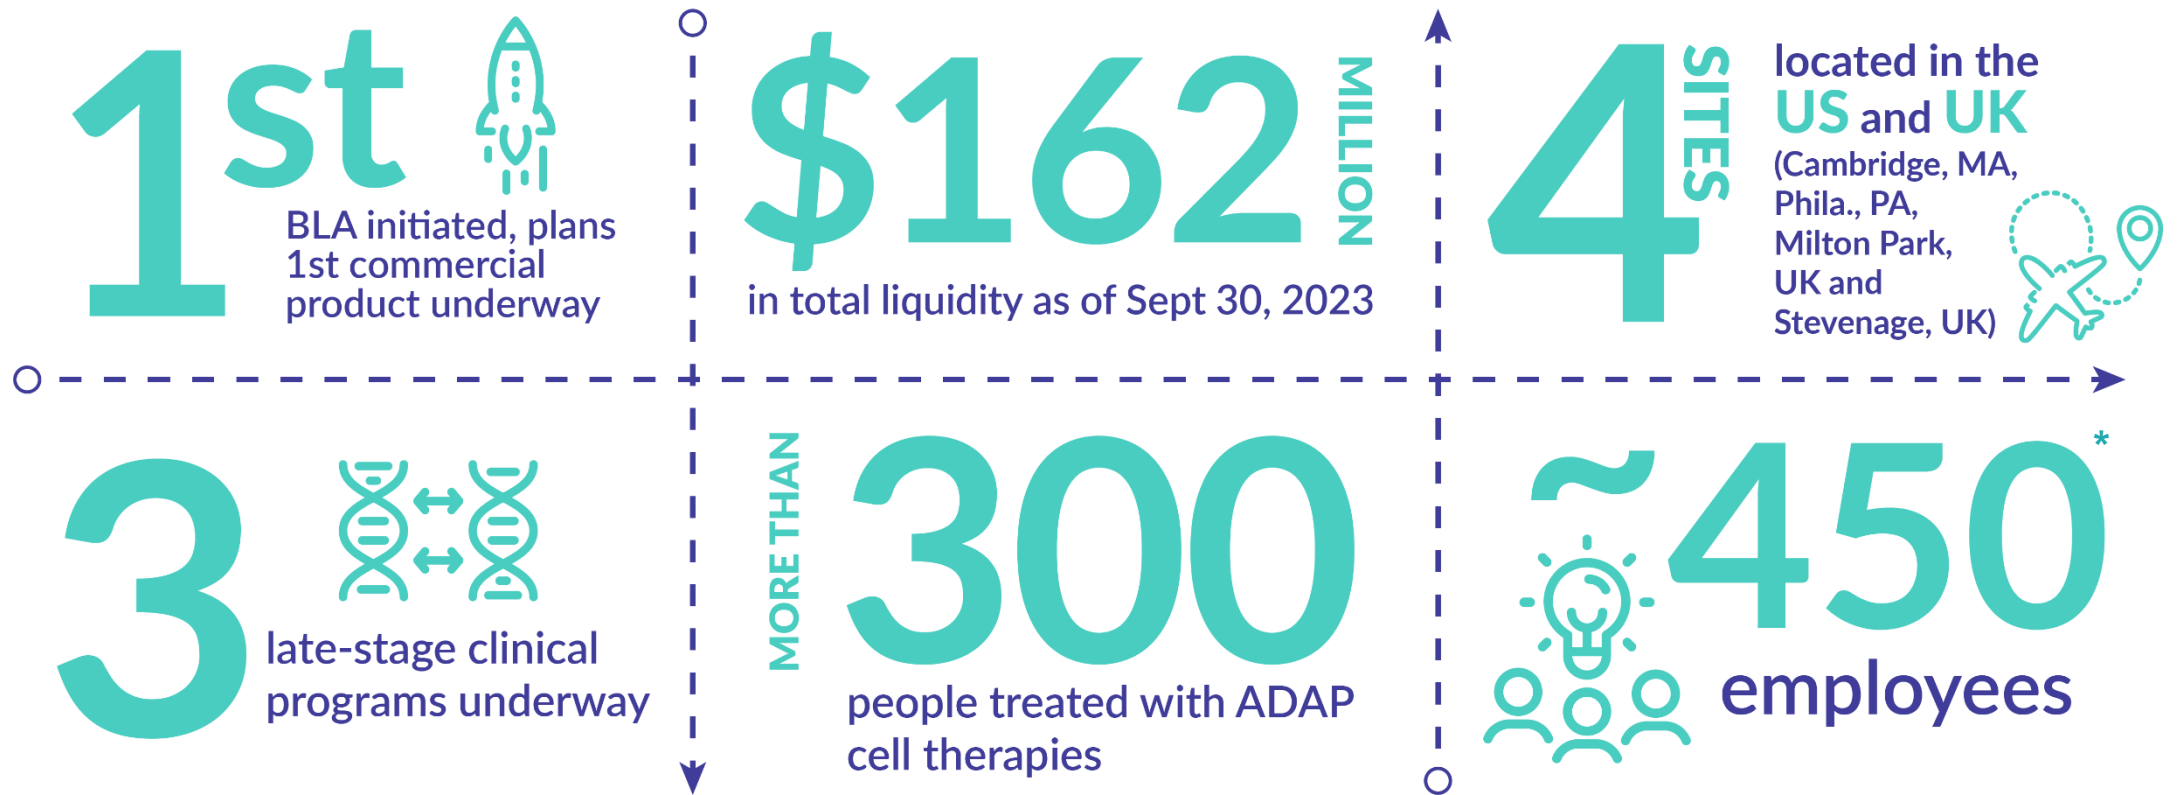 1st
BLA initiated, plans
1st commercial
product underway
$162 MILLION
in total liquidity as of Sept 30, 2023
4 SITES
located in the
US and UK
(Cambridge, MA,
Phila., PA,
Milton Park,
UK and
Stevenage, UK)
3
late-stage clinical
programs underway
MORE THAN 300
people treated with ADAP
cell therapies
~450*
employees